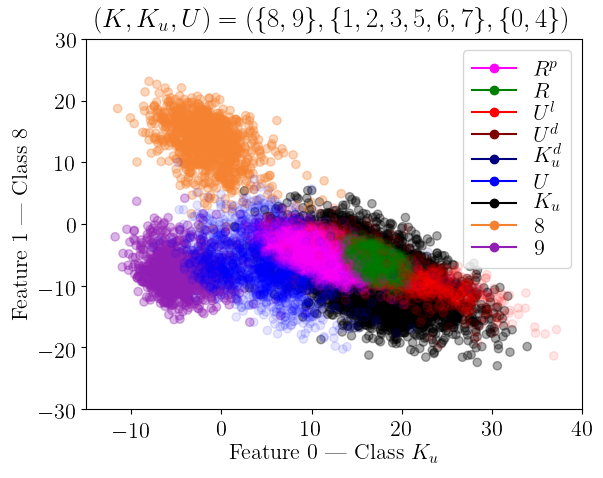 (K, K_u, U) = ({8, 9}, {1, 2, 3, 5, 6, 7}, {0, 4})
30
20
10
0
−10
−20
−30
Feature 1 — Class 8
R^p
R
U^l
U^d
K_u^d
U
K_u
8
9
−10 0 10 20 30 40
Feature 0 — Class K_u